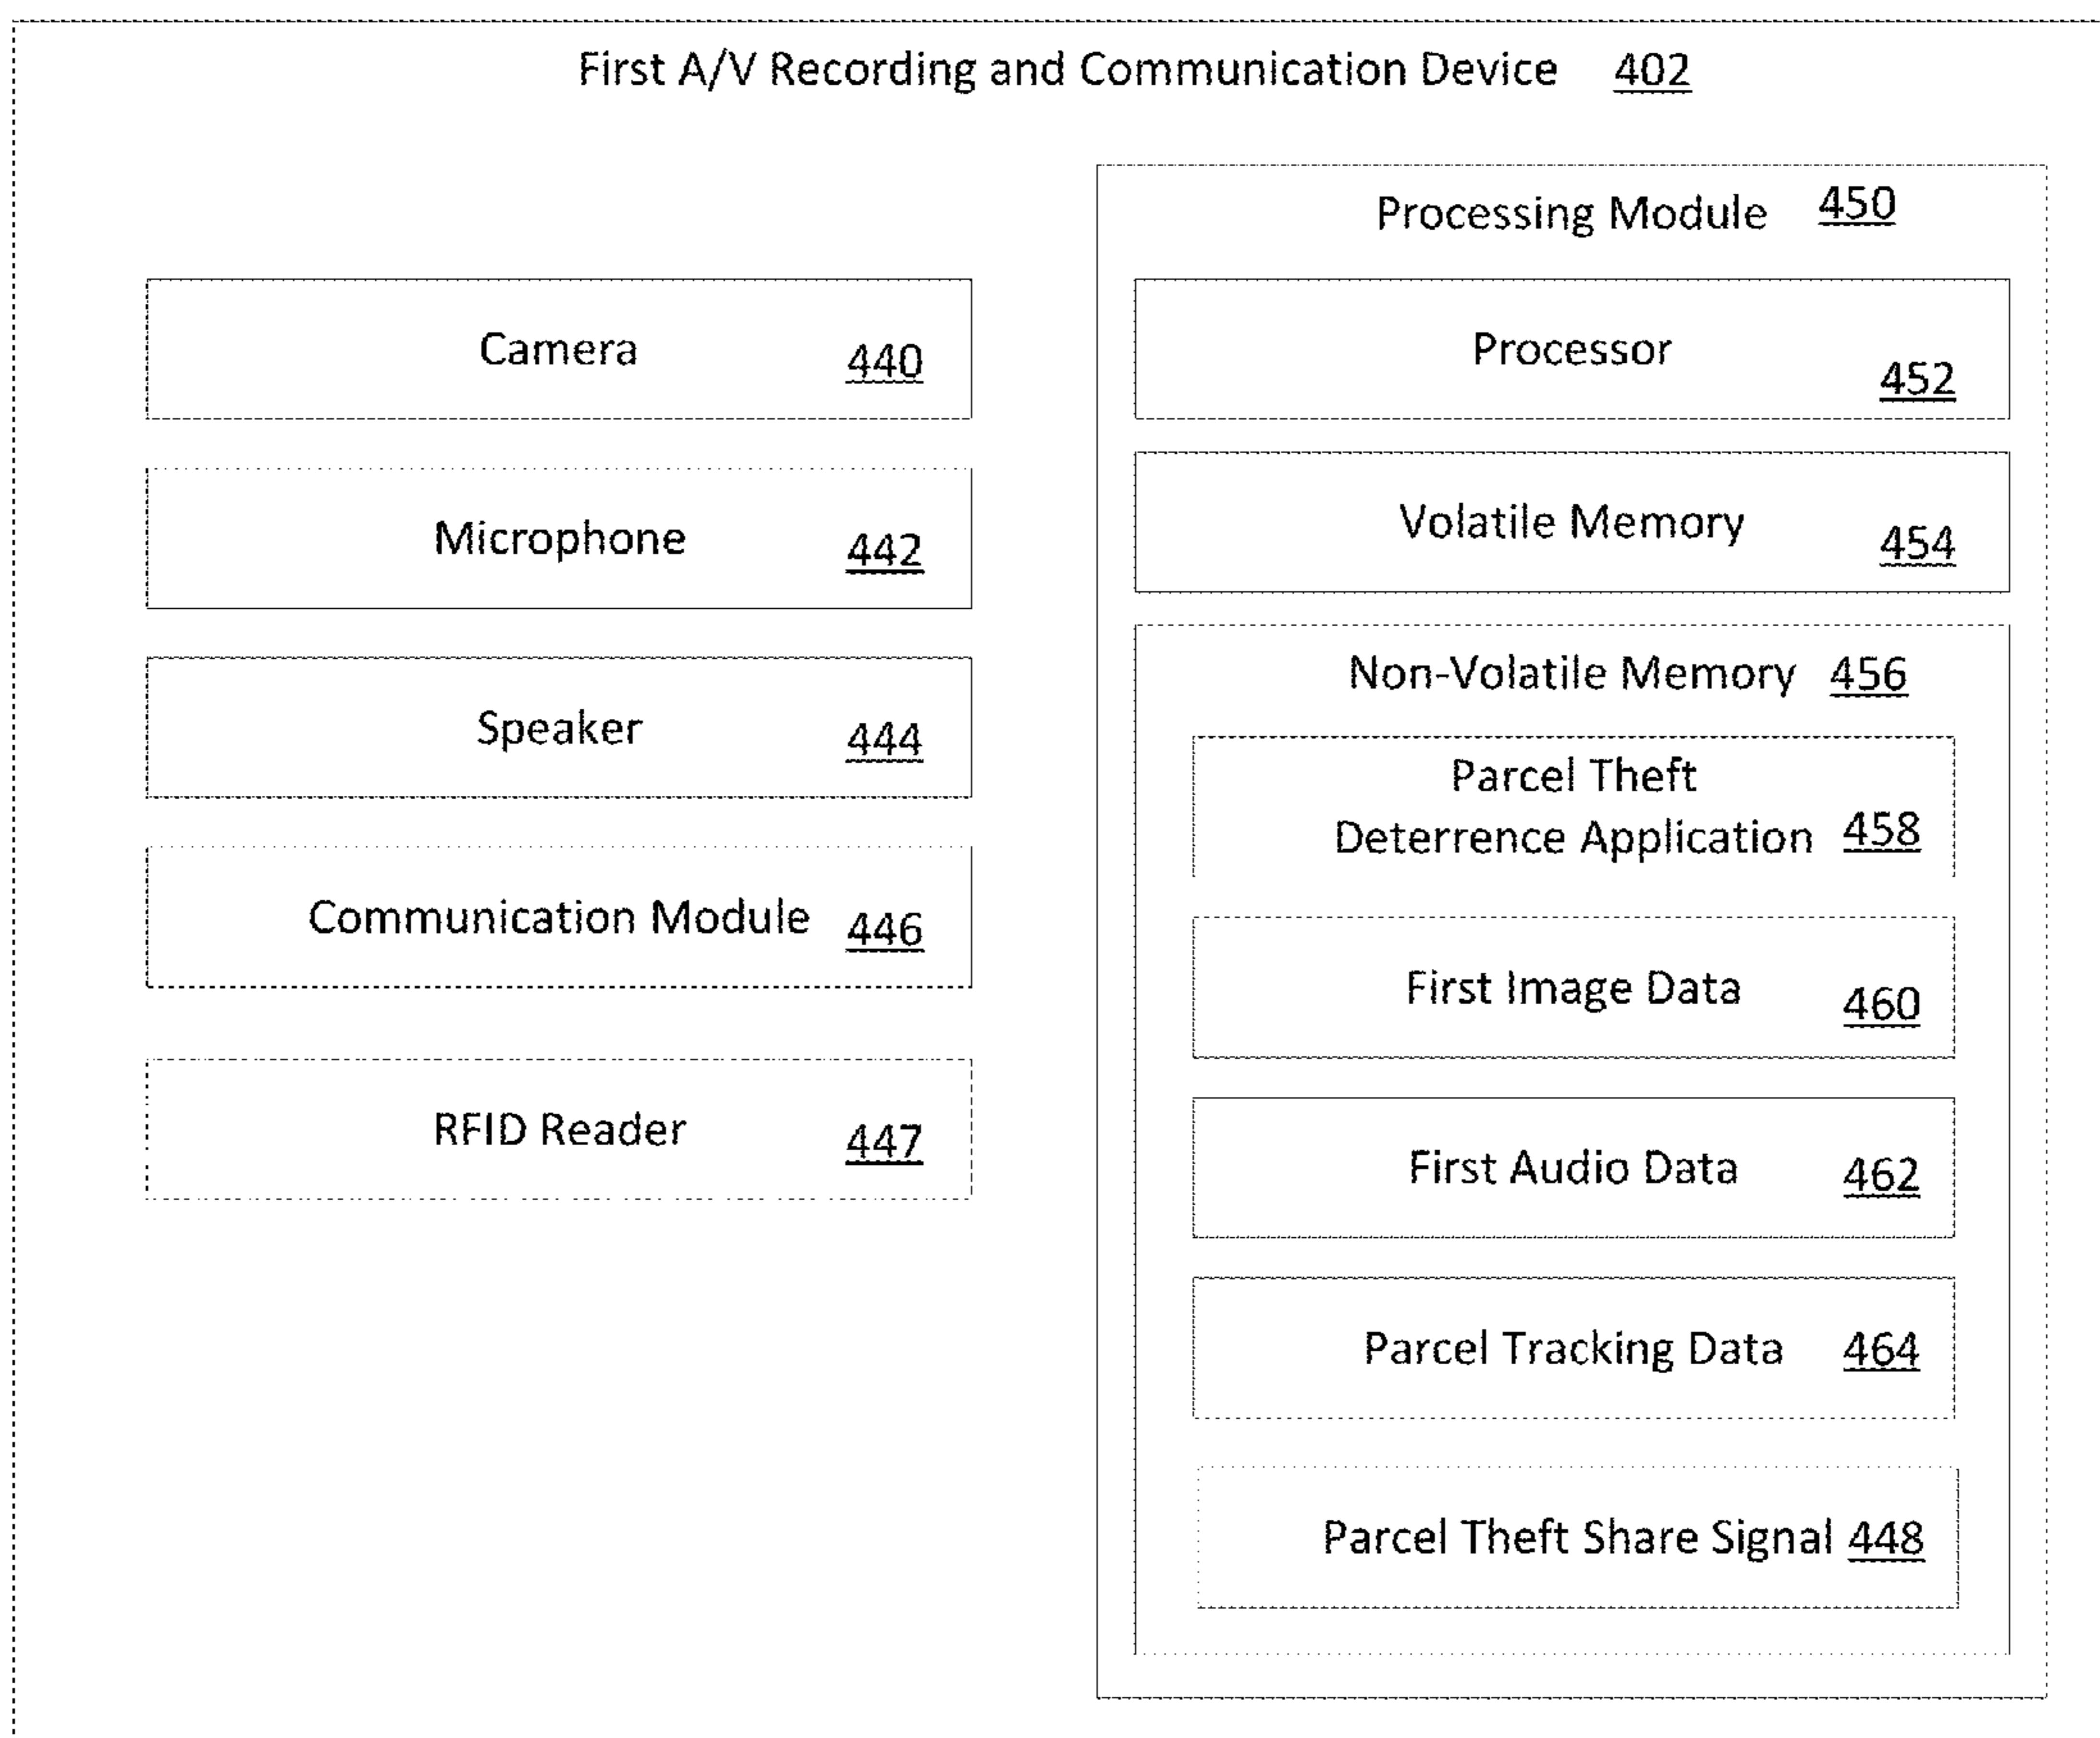 First A/V Recording and Communication Device 402
Camera 440
Microphone 442
Speaker 444
Communication Module 446
RFID Reader 447
Processing Module 450
Processor 452
Volatile Memory 454
Non-Volatile Memory 456
Parcel Theft
Deterrence Application 458
First Image Data 460
First Audio Data 462
Parcel Tracking Data 464
Parcel Theft Share Signal 448